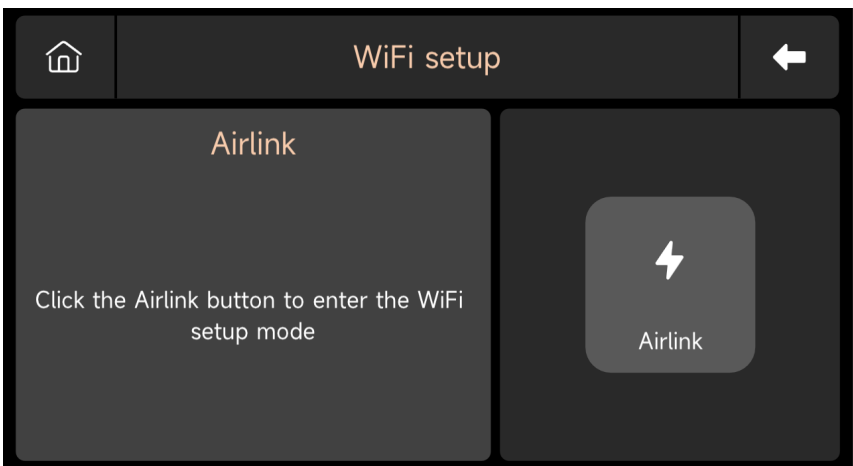 WiFi setup
Airlink
Click the Airlink button to enter the WiFi
setup mode
Airlink